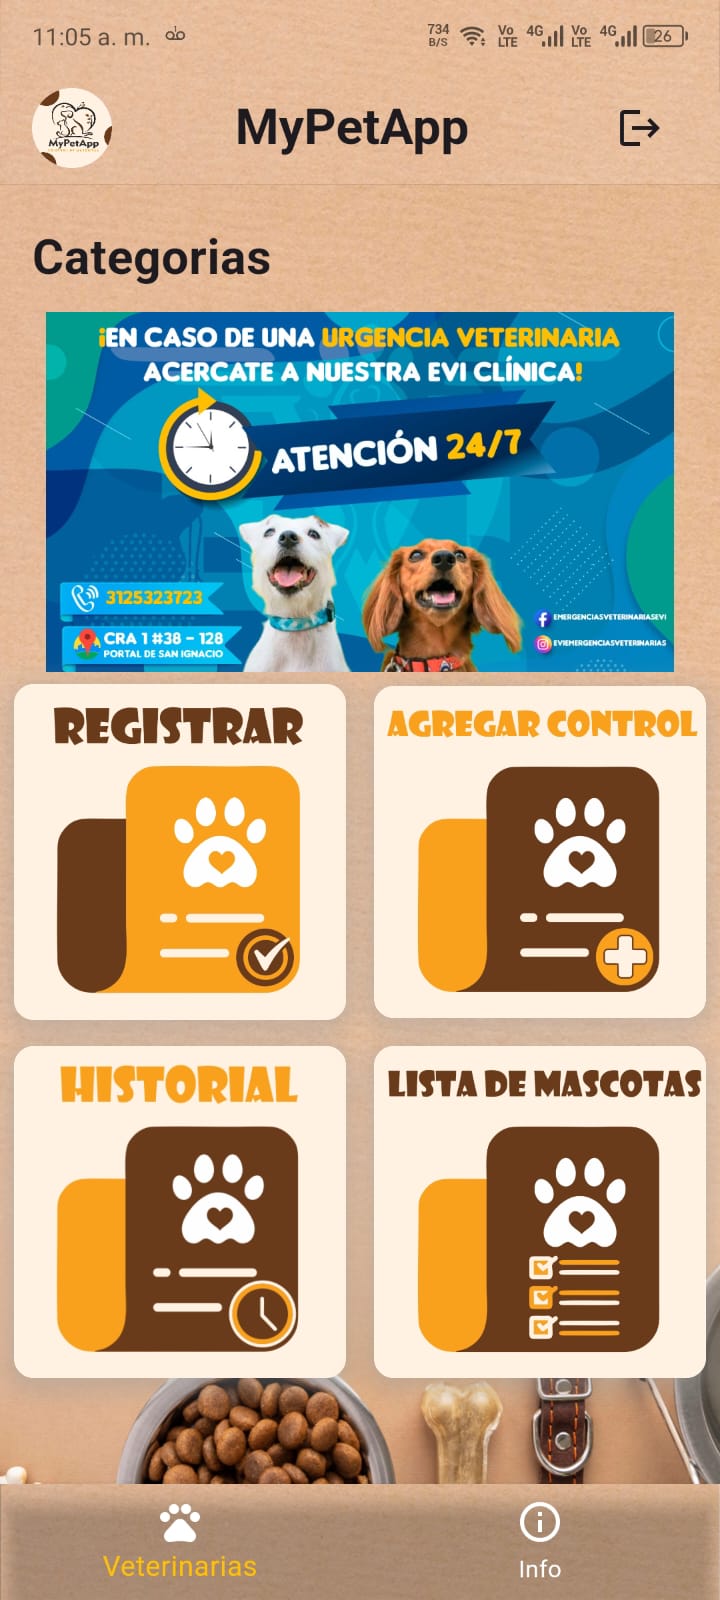 11:05 a. m.
734 B/S Vo LTE 4G Vo LTE 4G 26
MyPetApp
MyPetApp
Categorias
¡EN CASO DE UNA URGENCIA VETERINARIA
ACERCATE A NUESTRA EVI CLÍNICA!
ATENCIÓN 24/7
3125323723
CRA 1 #38 - 128
PORTAL DE SAN IGNACIO
EMERGENCIASVETERINARIASEVI
EVIEMERGENCIASVETERINARIAS
REGISTRAR
AGREGAR CONTROL
HISTORIAL
LISTA DE MASCOTAS
Veterinarias
Info